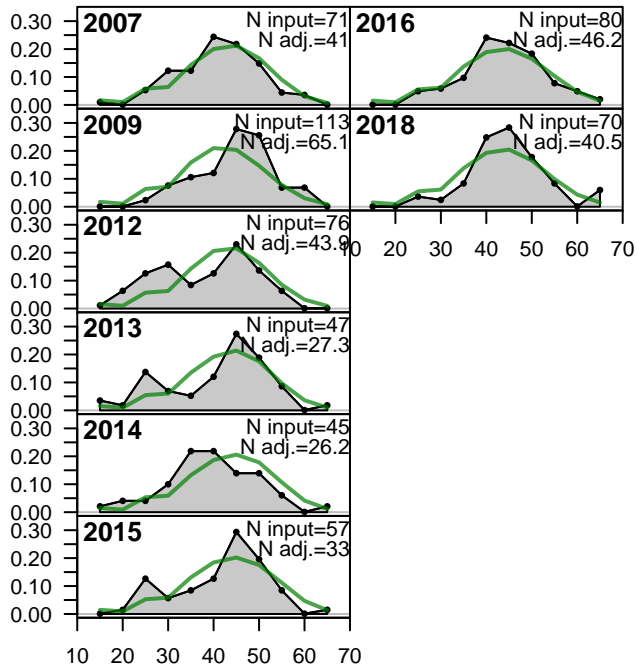 2007
N input=71
N adj.=41
0.30
0.20
0.10
0.00
2016
N input=80
N adj.=46.2
2009
N input=113
N adj.=65.1
0.30
0.20
0.10
0.00
2018
N input=70
N adj.=40.5
2012
N input=76
N adj.=43.9
0.30
0.20
0.10
0.00
10 20 30 40 50 60 70
2013
N input=47
N adj.=27.3
0.30
0.20
0.10
0.00
2014
N input=45
N adj.=26.2
0.30
0.20
0.10
0.00
2015
N input=57
N adj.=33
0.30
0.20
0.10
0.00
10 20 30 40 50 60 70